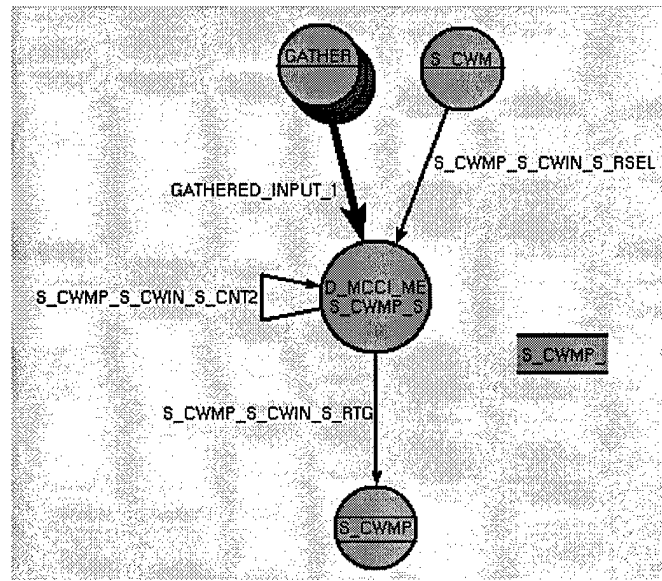 GATHER
S_CWM
S_CWMP_S_CWIN_S_RSEL
GATHERED_INPUT_1
D_MCCI_ME
S_CWMP_S
S_CWMP_S_CWIN_S_CNT2
S_CWMP_
S_CWMP_S_CWIN_S_RTG
S_CWMP